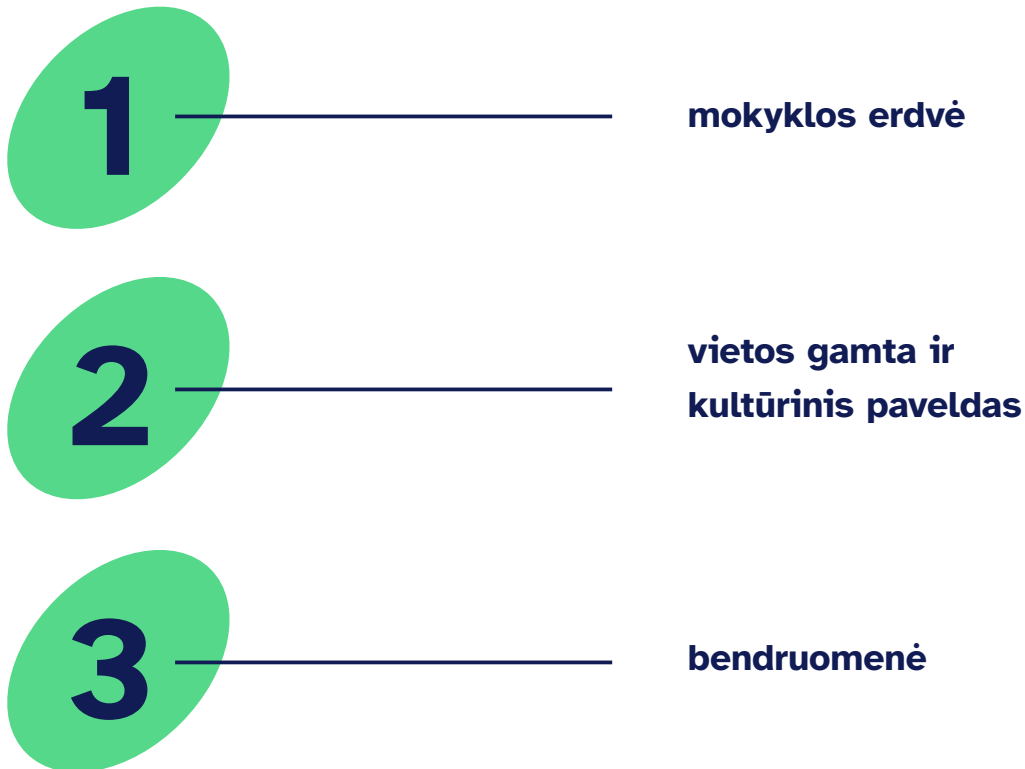 1
mokyklos erdvė
2
vietos gamta ir
kultūrinis paveldas
3
bendruomenė